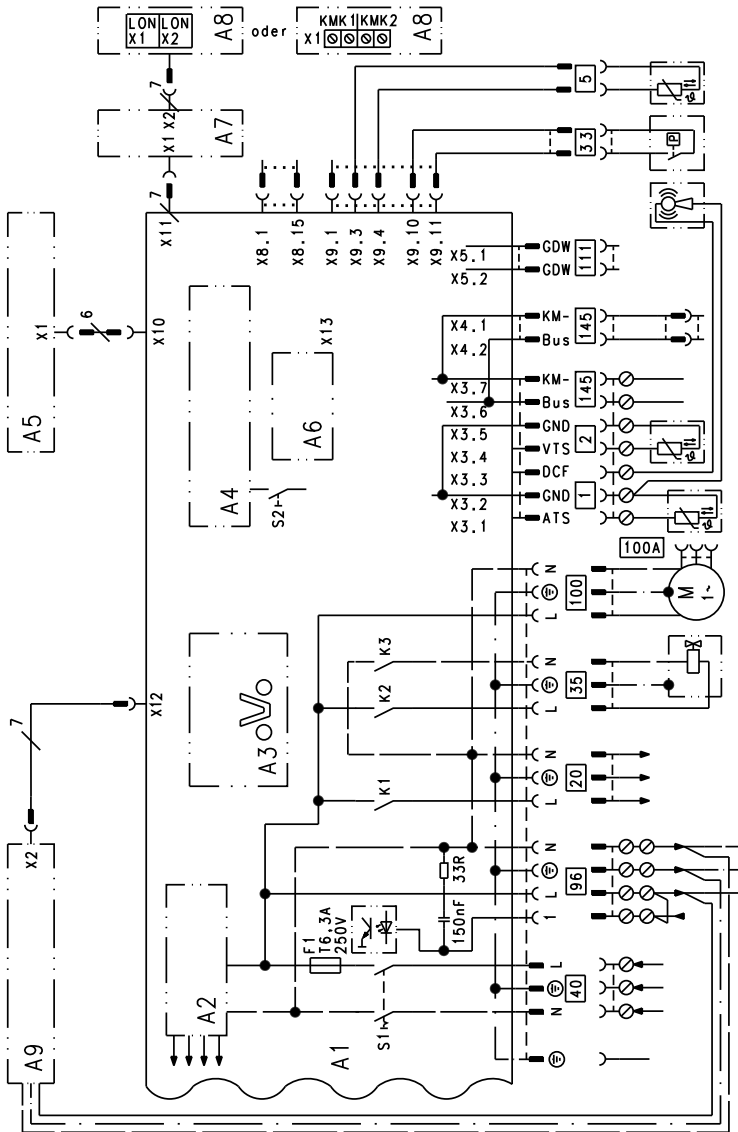 LON LON
X1 X2
A8
oder
KMK1 KMK2
X1
A8
7
X1 X2
A7
7
X11
5
ϑ
33
P
X8.1
X8.15
X9.1
X9.3
X9.4
X9.10
X9.11
X1
A5
6
X10
X13
A6
A4
S2
X5.1
X5.2
GDW
GDW
111
X4.1
X4.2
KM-
Bus
145
X3.7
X3.6
X3.5
X3.4
X3.3
X3.2
X3.1
KM-
Bus
145
GND
VTS
2
DCF
GND
ATS
1
ϑ
ϑ
100A
N
L
100
M
1~
X12
7
A3
K3
K2
N
L
35
N
L
20
K1
X2
A9
A2
A1
F1
T6.3A
250V
S1
33R
150nF
N
L
1
96
L
N
40